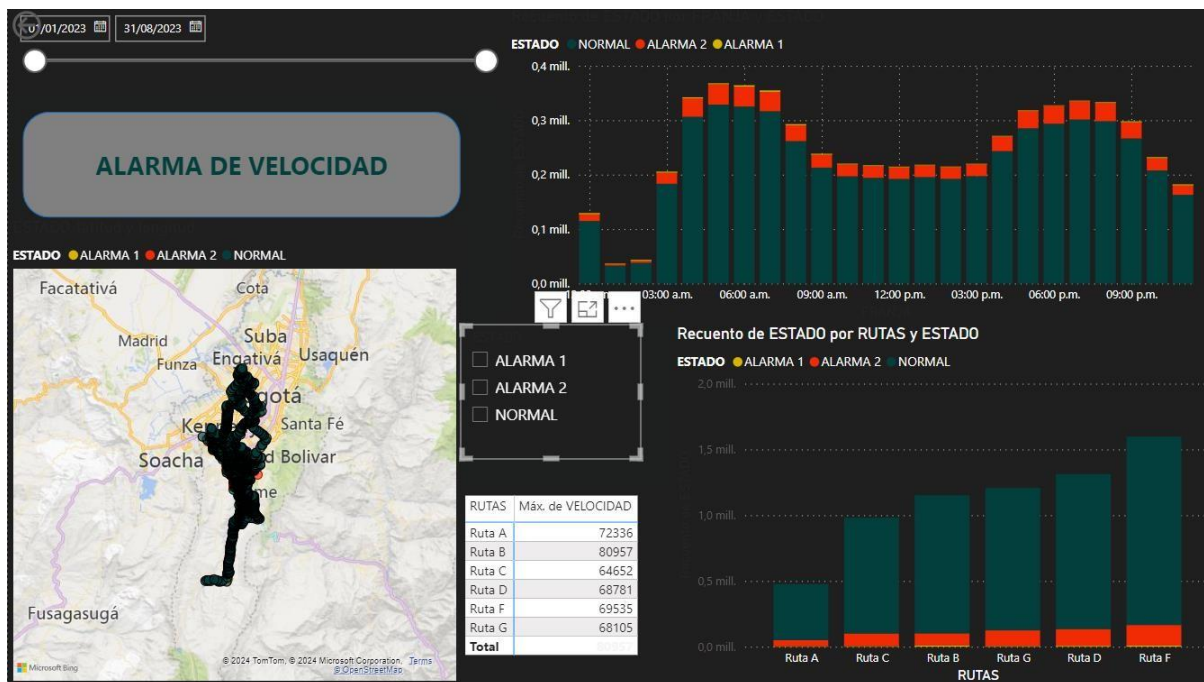 01/01/2023 31/08/2023
ESTADO NORMAL ALARMA 2 ALARMA 1
0,4 mill.
0,3 mill.
0,2 mill.
0,1 mill.
0,0 mill.
03:00 a.m. 06:00 a.m. 09:00 a.m. 12:00 p.m. 03:00 p.m. 06:00 p.m. 09:00 p.m.
ALARMA DE VELOCIDAD
ESTADO ALARMA 1 ALARMA 2 NORMAL
Facatativá
Cota
Madrid
Suba
Funza
Engativá
Usaquén
Santa Fé
Soacha
Bolivar
Fusagasugá
Microsoft Bing
© 2024 TomTom, © 2024 Microsoft Corporation, Terms
© OpenStreetMap
ALARMA 1
ALARMA 2
NORMAL
RUTAS Máx. de VELOCIDAD
Ruta A 72336
Ruta B 80957
Ruta C 64652
Ruta D 68781
Ruta F 69535
Ruta G 68105
Total
Recuento de ESTADO por RUTAS y ESTADO
ESTADO ALARMA 1 ALARMA 2 NORMAL
2,0 mill.
1,5 mill.
1,0 mill.
0,5 mill.
0,0 mill.
Ruta A Ruta C Ruta B Ruta G Ruta D Ruta F
RUTAS